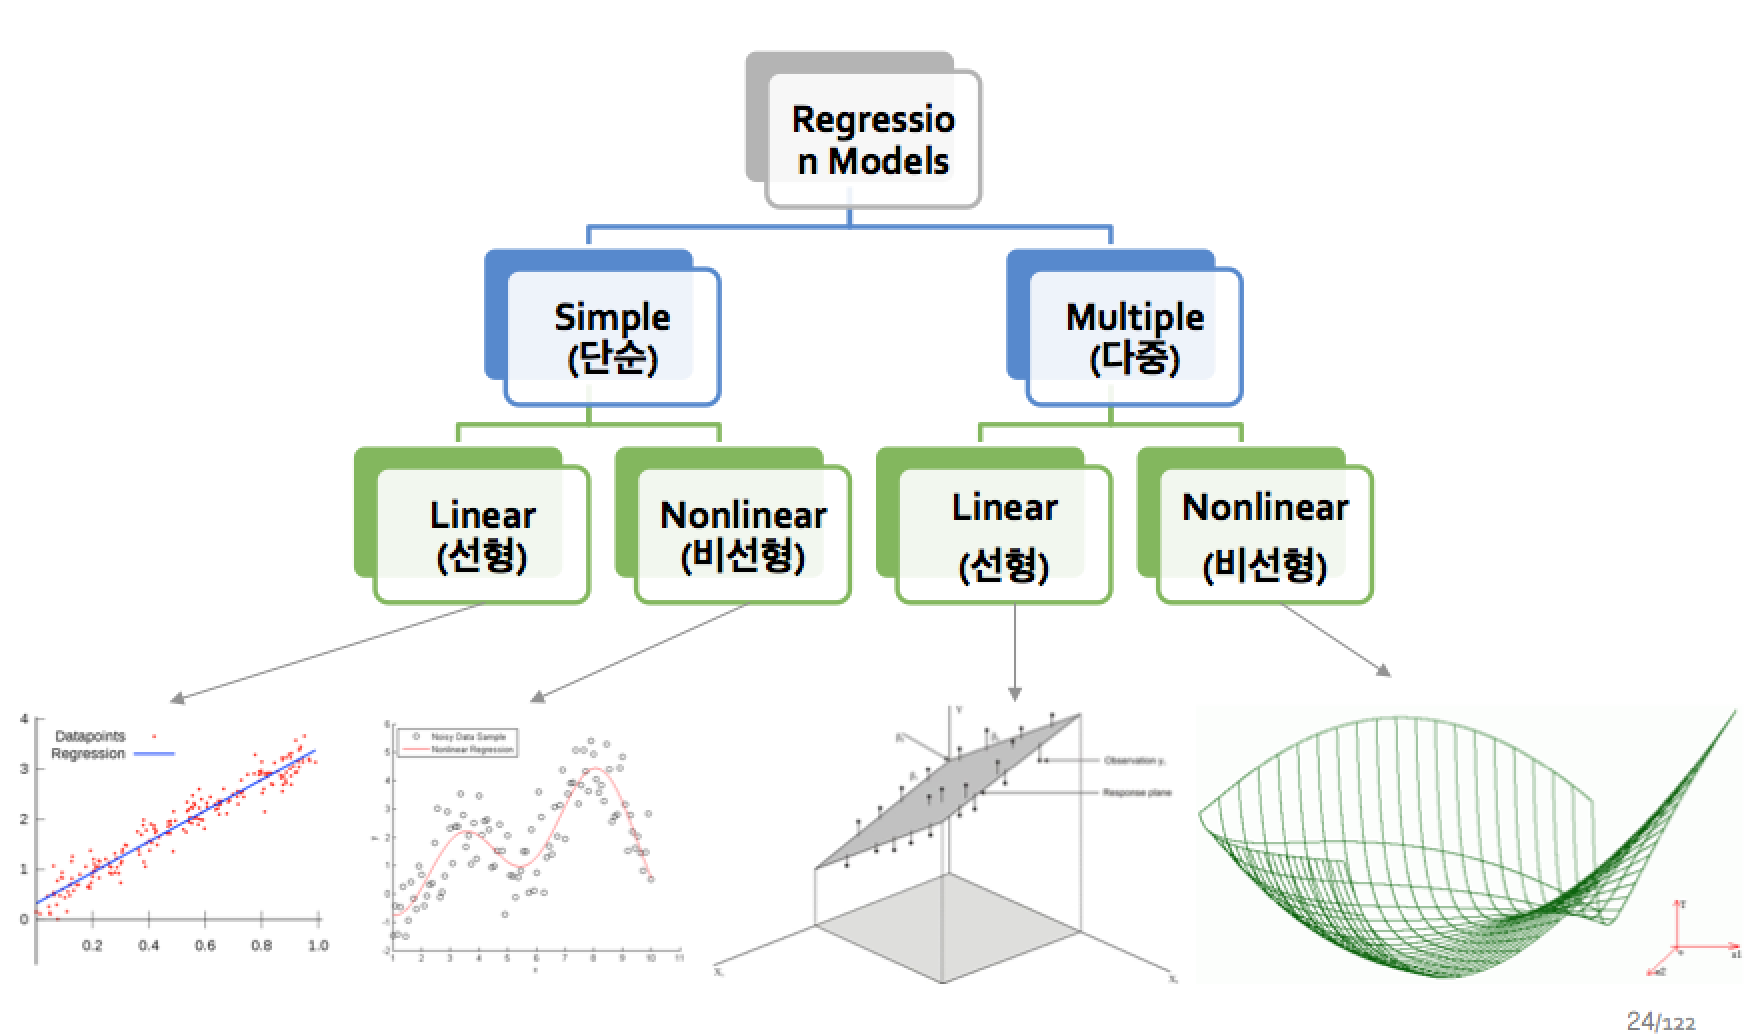 Regressio
n Models
Simple
(단순)
Multiple
(다중)
Linear
(선형)
Nonlinear
(비선형)
Linear
(선형)
Nonlinear
(비선형)
4
3
2
1
0
Datapoints
Regression
0.2 0.4 0.6 0.8 1.0
6
5
4
3
2
1
0
-1
-2
Noisy Data Sample
Nonlinear Regression
1 2 3 4 5 6 7 8 9 10 11
x
Y
Observation
Response plane
24/122